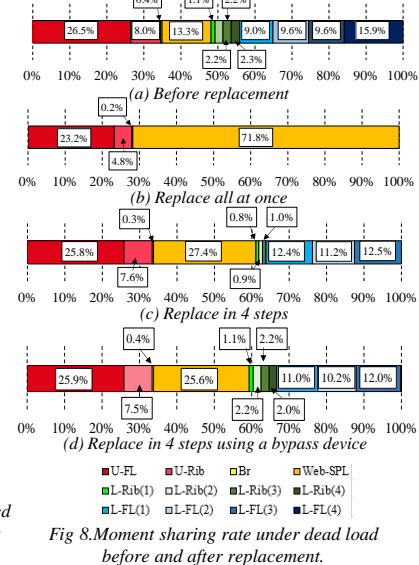 0.4% 1.1% 2.2%
26.5% 8.0% 13.3% 9.0% 9.6% 9.6% 15.9%
2.2% 2.3%
0% 10% 20% 30% 40% 50% 60% 70% 80% 90% 100%
(a) Before replacement
0.2%
23.2% 71.8%
4.8%
0% 10% 20% 30% 40% 50% 60% 70% 80% 90% 100%
(b) Replace all at once
0.3% 0.8% 1.0%
25.8% 27.4% 12.4% 11.2% 12.5%
7.6% 0.9%
0% 10% 20% 30% 40% 50% 60% 70% 80% 90% 100%
(c) Replace in 4 steps
0.4% 1.1% 2.2%
25.9% 25.6% 11.0% 10.2% 12.0%
7.5% 2.2% 2.0%
0% 10% 20% 30% 40% 50% 60% 70% 80% 90% 100%
(d) Replace in 4 steps using a bypass device
U-FL U-Rib Br Web-SPL
L-Rib(1) L-Rib(2) L-Rib(3) L-Rib(4)
L-FL(1) L-FL(2) L-FL(3) L-FL(4)
Fig 8.Moment sharing rate under dead load
before and after replacement.